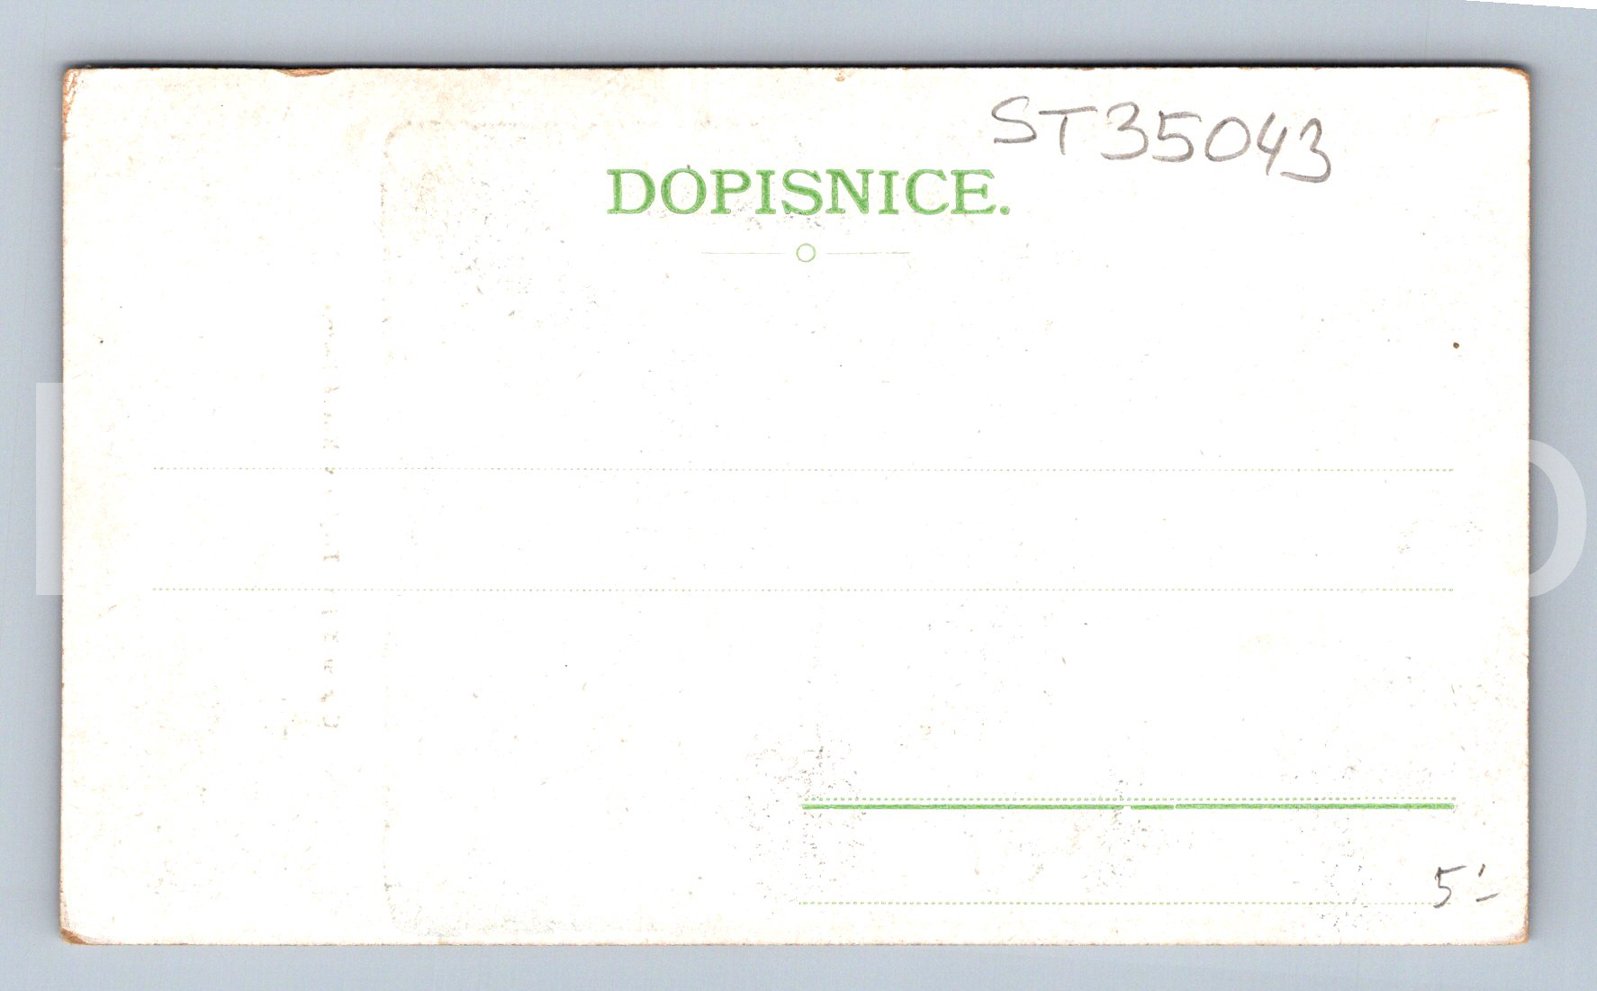 ST35043
DOPISNICE.
5'-